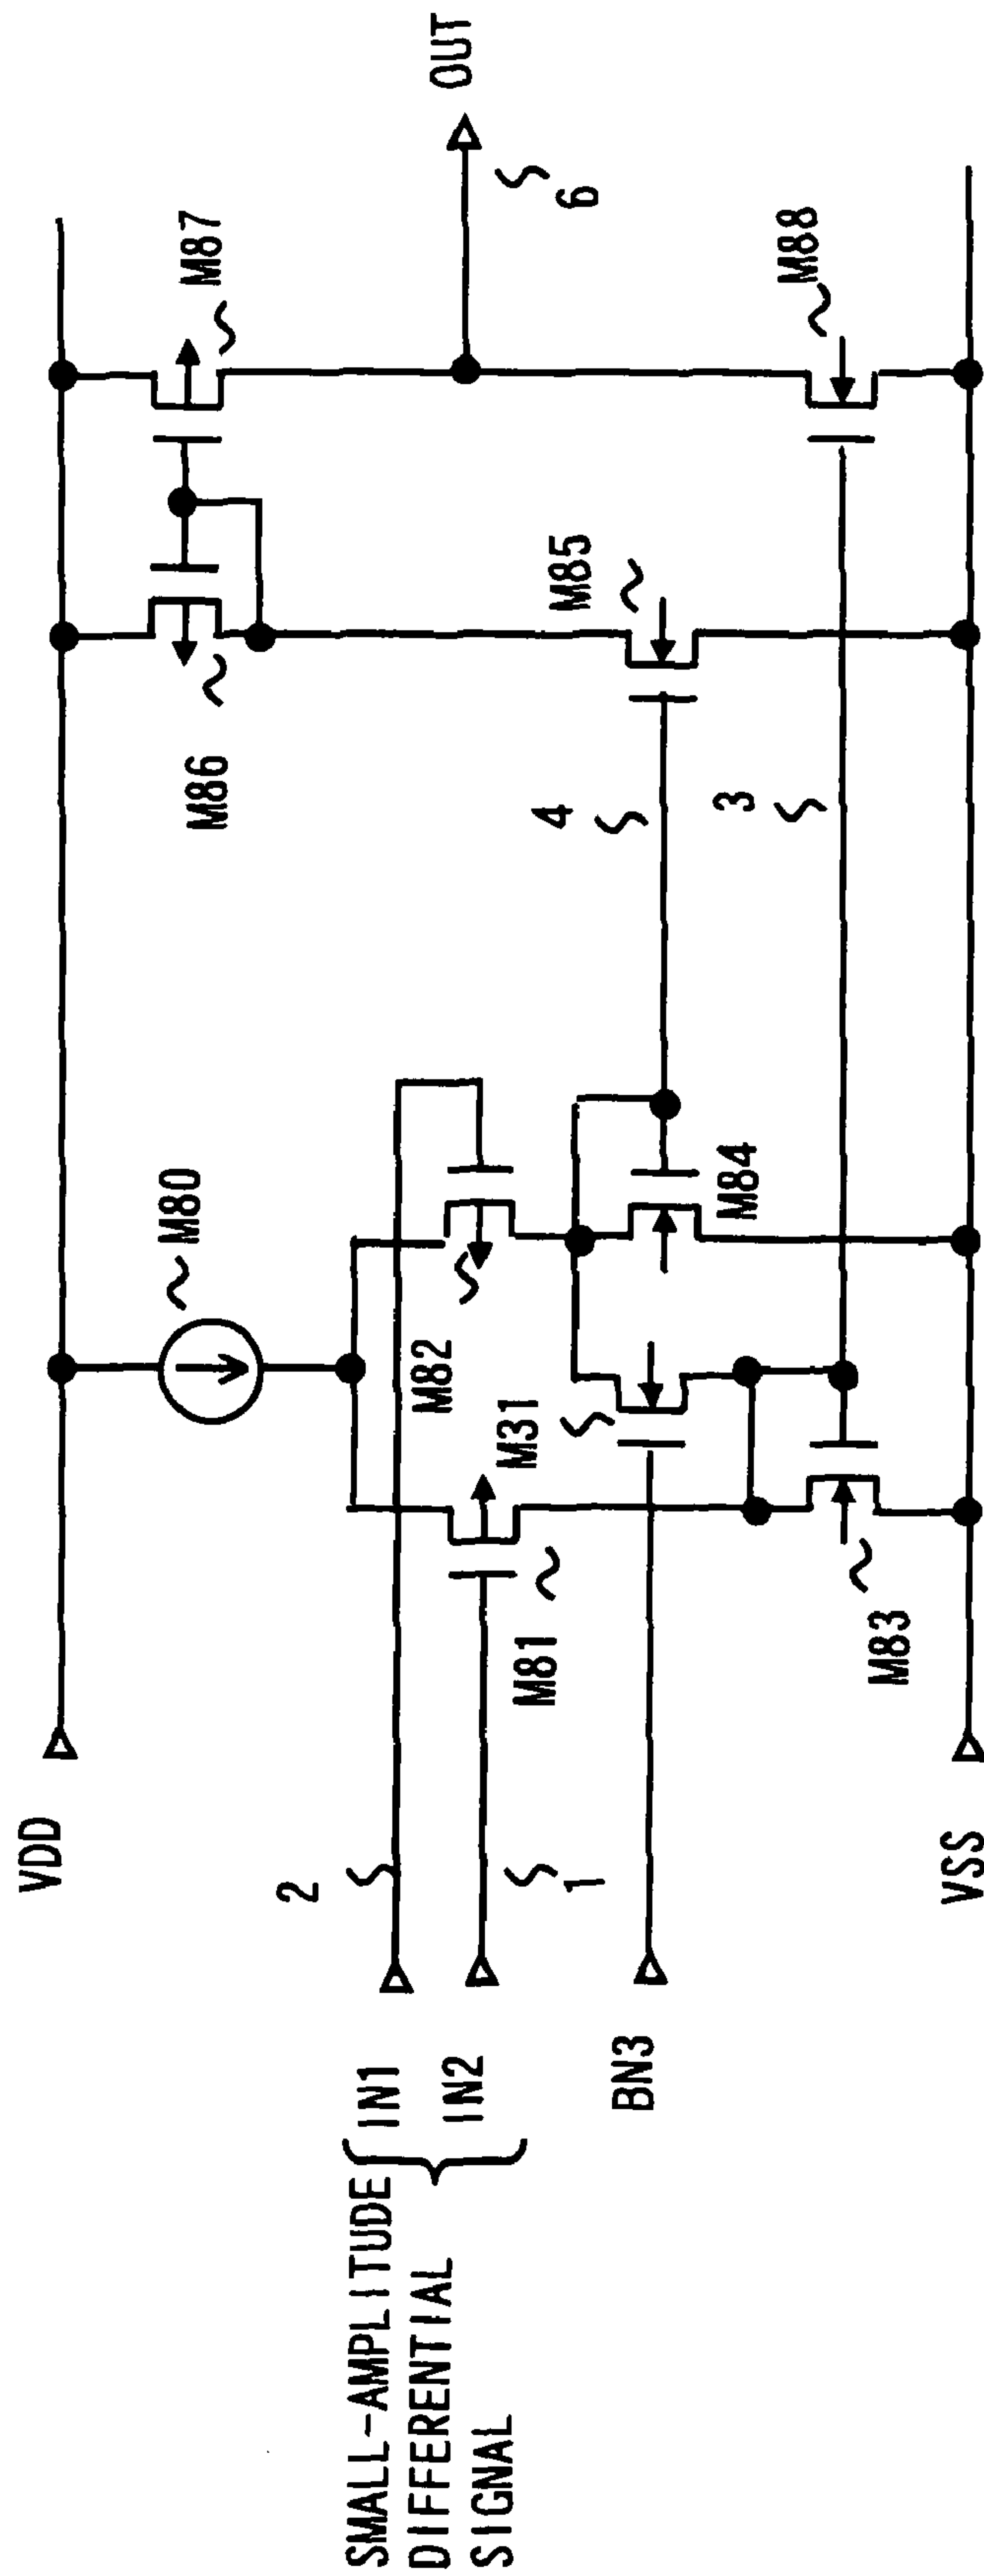 VDD
SMALL-AMPLITUDE
DIFFERENTIAL
SIGNAL
IN1
IN2
BN3
VSS
2
1
M80
M81
M82
M31
M83
M84
4
3
M86
M85
M87
M88
OUT
6